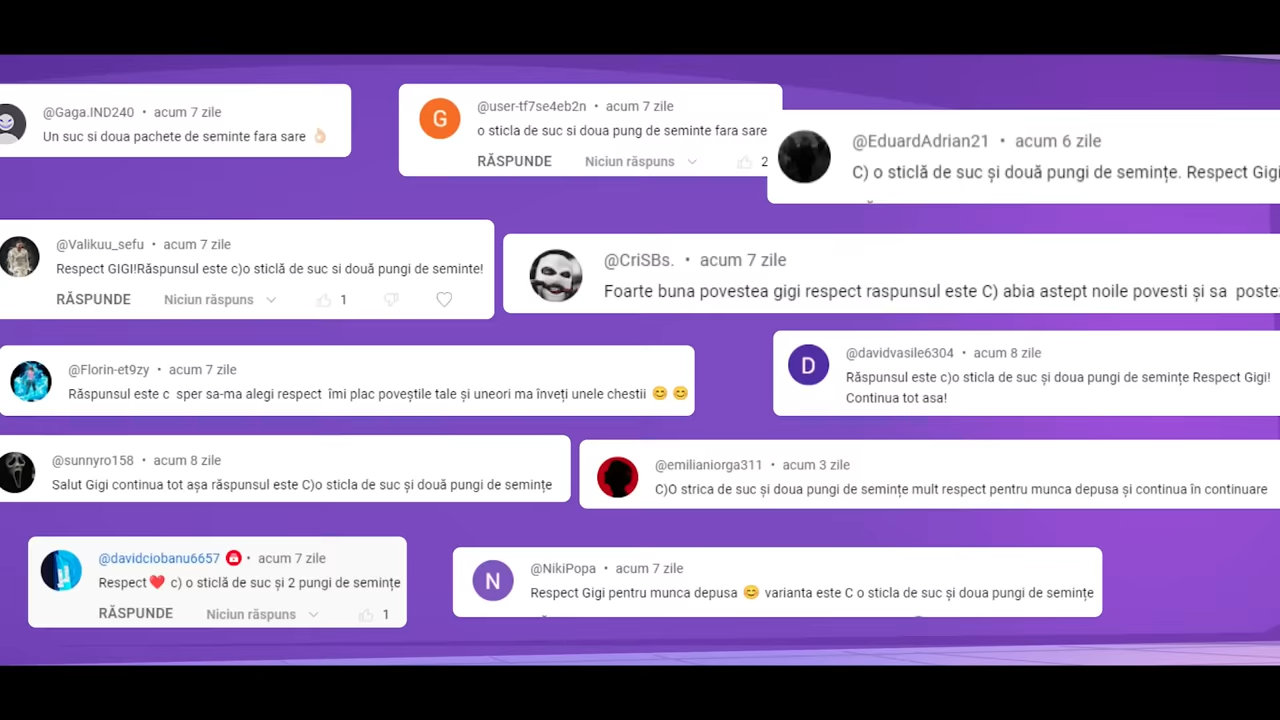 @Gaga.IND240 • acum 7 zile
Un suc si doua pachete de seminte fara sare 👌🏻
G
@user-tf7se4eb2n • acum 7 zile
o sticla de suc si doua pung de seminte fara sare
RĂSPUNDE Niciun răspuns 2
@EduardAdrian21 • acum 6 zile
C) o sticlă de suc și două pungi de semințe. Respect Gigi
@Valikuu_sefu • acum 7 zile
Respect GIGI!Răspunsul este c)o sticlă de suc si două pungi de seminte!
RĂSPUNDE Niciun răspuns 1
@CriSBs. • acum 7 zile
Foarte buna povestea gigi respect raspunsul este C) abia astept noile povesti și sa postez
@Florin-et9zy • acum 7 zile
Răspunsul este c sper sa-ma alegi respect îmi plac poveștile tale și uneori ma înveți unele chestii 😊 😊
D
@davidvasile6304 • acum 8 zile
Răspunsul este c)o sticla de suc și doua pungi de semințe Respect Gigi!
Continua tot asa!
@sunnyro158 • acum 8 zile
Salut Gigi continua tot așa răspunsul este C)o sticla de suc și două pungi de semințe
@emilianiorga311 • acum 3 zile
C)O strica de suc și doua pungi de semințe mult respect pentru munca depusa și continua în continuare
@davidciobanu6657 • acum 7 zile
Respect❤️ c) o sticlă de suc și 2 pungi de semințe
RĂSPUNDE Niciun răspuns 1
N
@NikiPopa • acum 7 zile
Respect Gigi pentru munca depusa 😊 varianta este C o sticla de suc și doua pungi de semințe